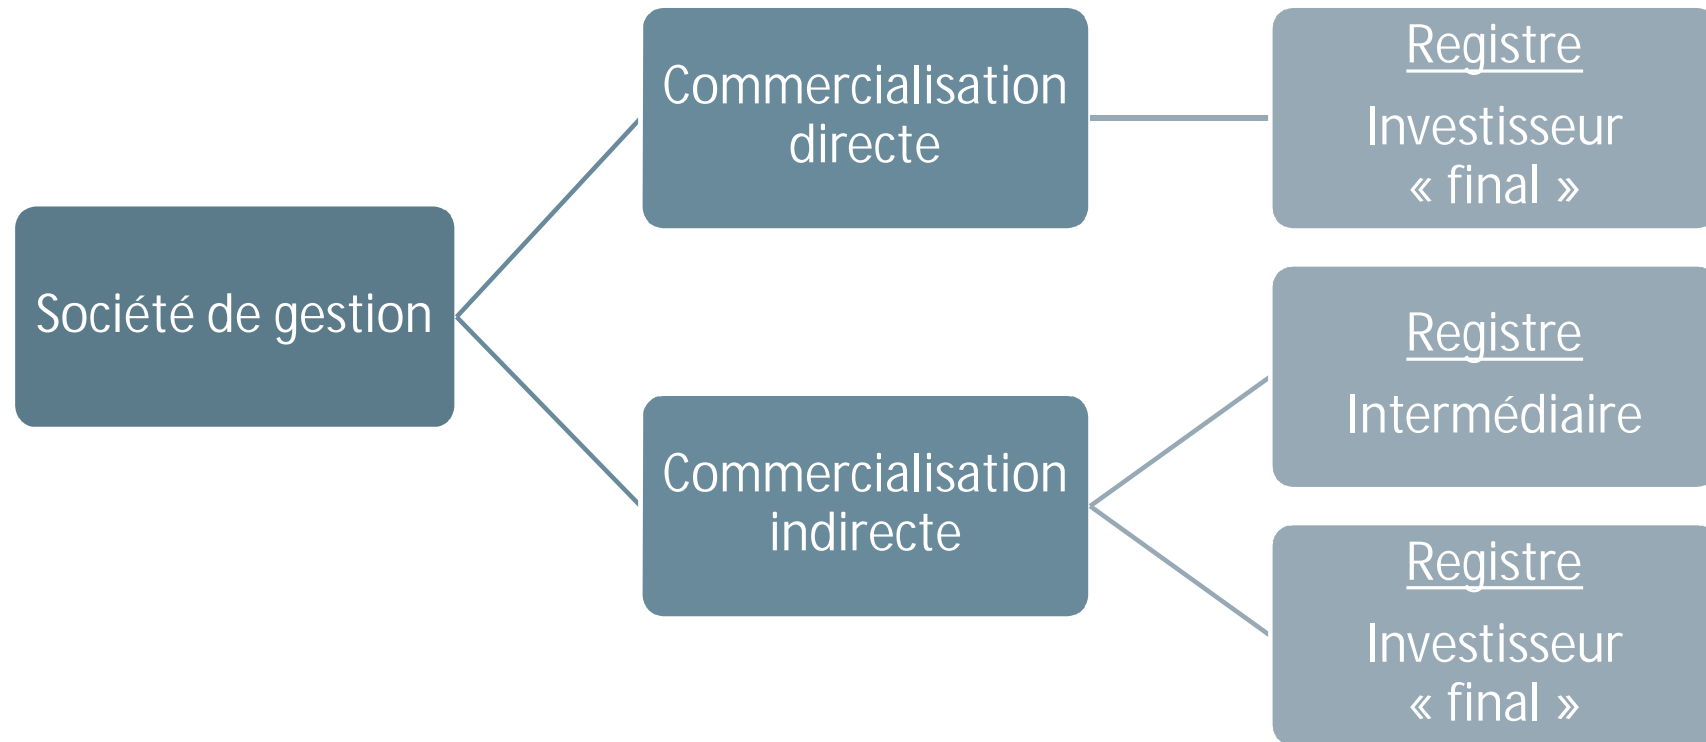 Société de gestion
Commercialisation
directe
Registre
Investisseur
« final »
Commercialisation
indirecte
Registre
Intermédiaire
Registre
Investisseur
« final »